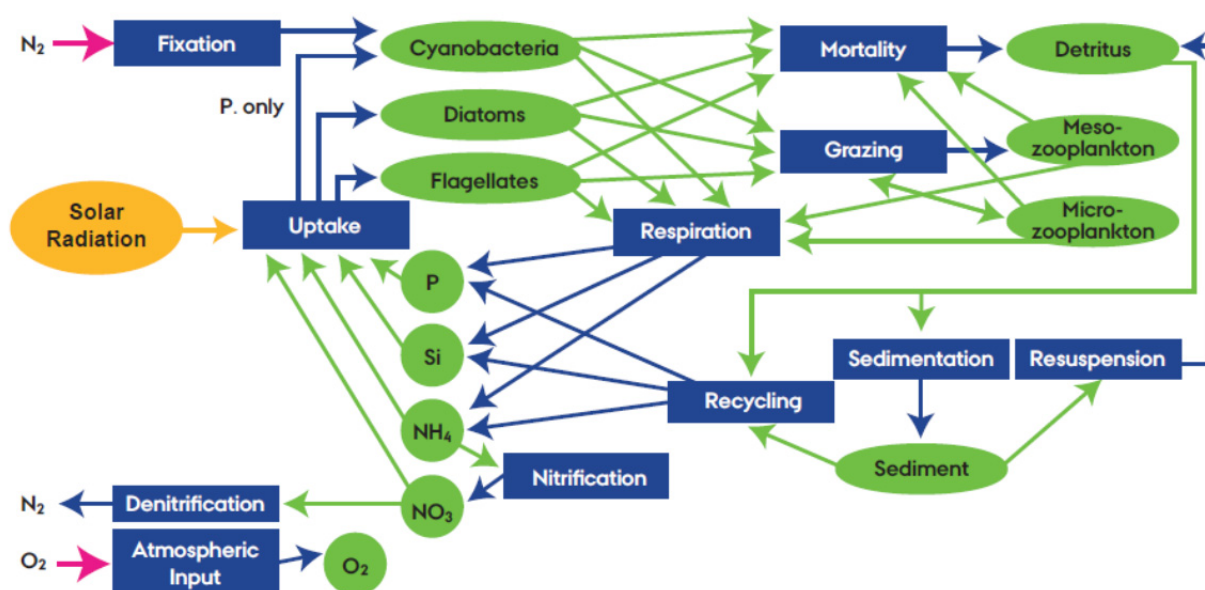 N₂
Fixation
Cyanobacteria
Mortality
Detritus
P. only
Diatoms
Grazing
Meso-
zooplankton
Flagellates
Solar
Radiation
Uptake
Respiration
Micro-
zooplankton
P
Si
Sedimentation
Resuspension
Recycling
NH₄
Nitrification
Sediment
N₂
Denitrification
NO₃
O₂
Atmospheric
Input
O₂